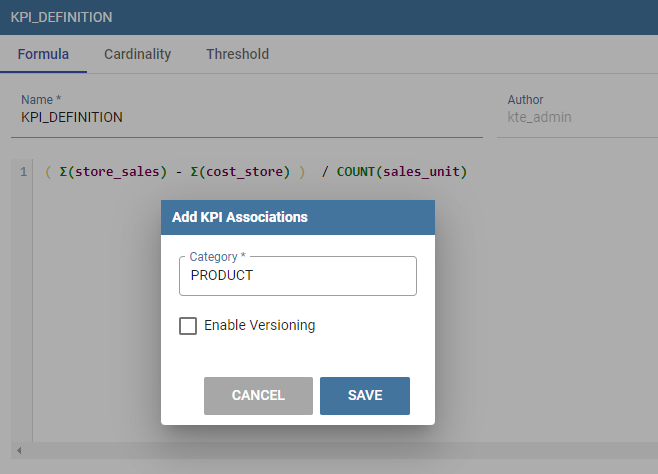 KPI_DEFINITION
Formula Cardinality Threshold
Name * Author
KPI_DEFINITION kte_admin
1 ( Σ(store_sales) - Σ(cost_store) ) / COUNT(sales_unit)
Add KPI Associations
Category *
PRODUCT
Enable Versioning
CANCEL SAVE